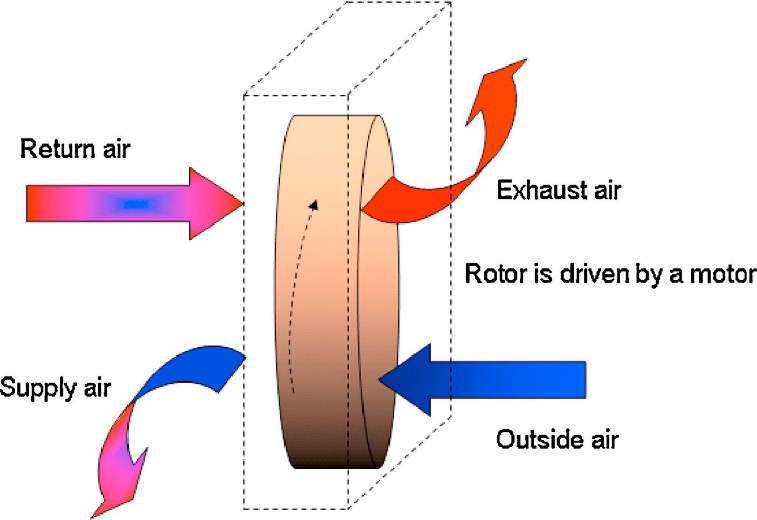 Return air
Exhaust air
Rotor is driven by a motor
Supply air
Outside air